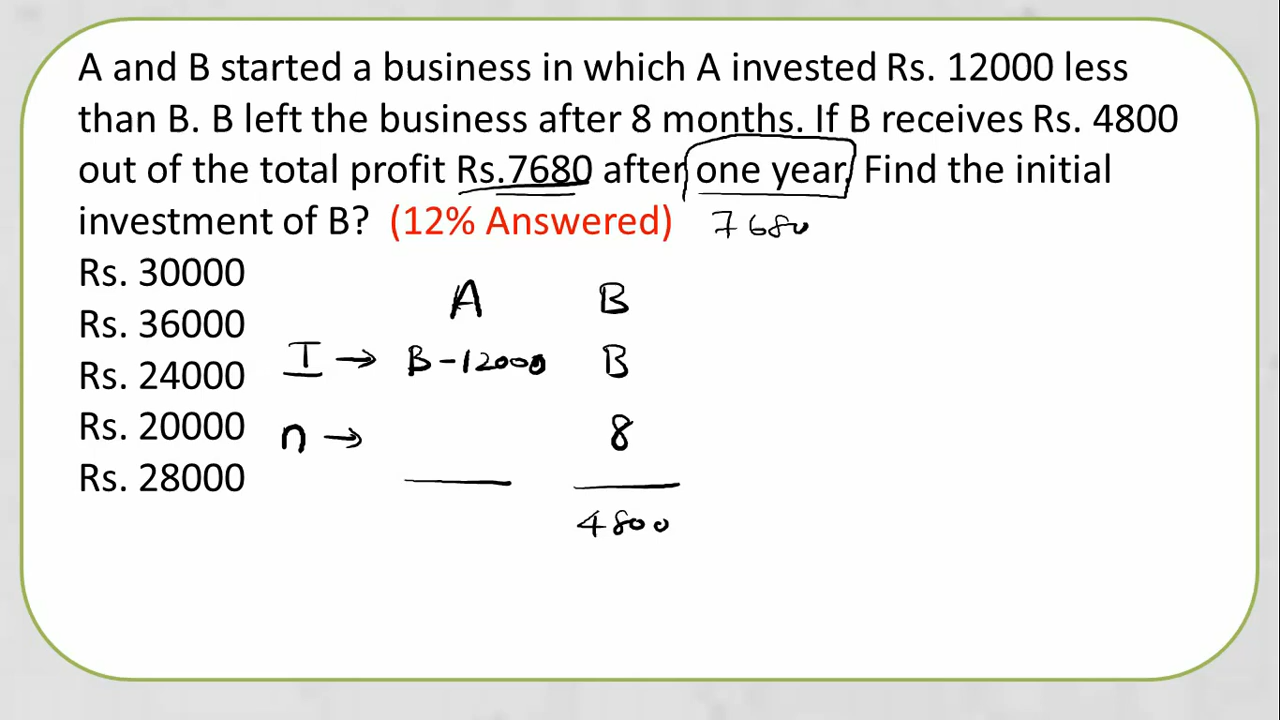 A and B started a business in which A invested Rs. 12000 less
than B. B left the business after 8 months. If B receives Rs. 4800
out of the total profit Rs.7680 after one year, Find the initial
investment of B? (12% Answered) 7680
Rs. 30000
Rs. 36000
Rs. 24000
Rs. 20000
Rs. 28000
A B
I → B-12000 B
n → 8
4800